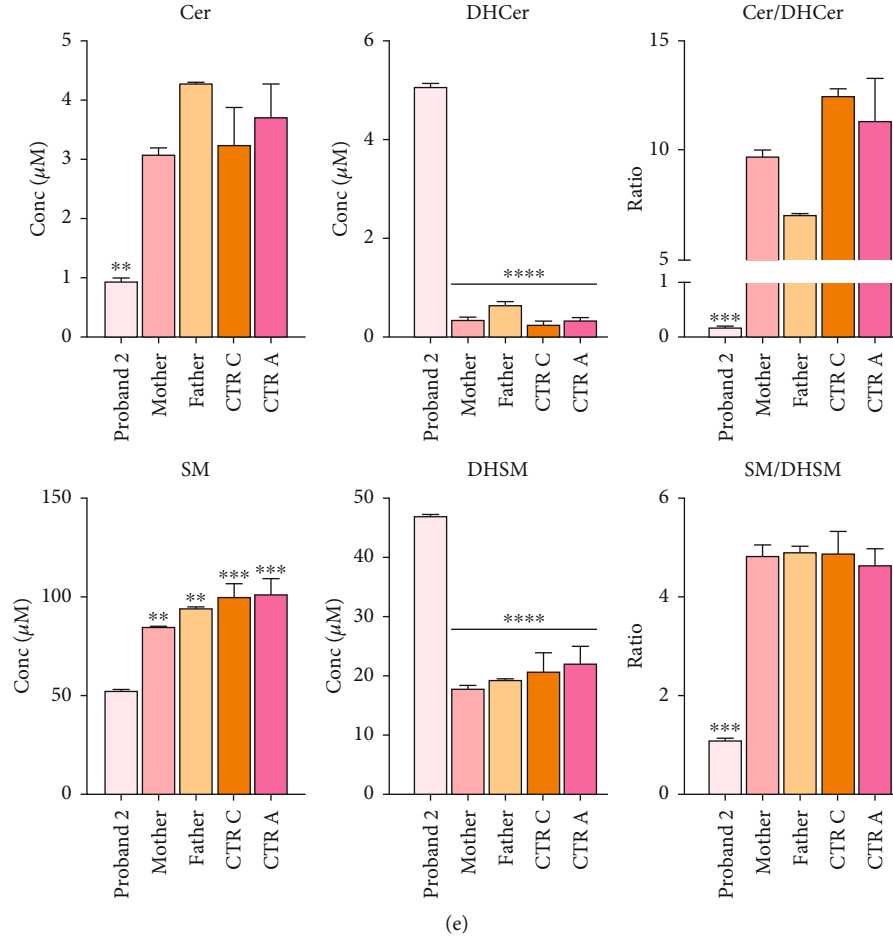 Cer
Conc (μM)
5
4
3
2
1
0
**
Proband 2
Mother
Father
CTR C
CTR A
DHCer
Conc (μM)
6
4
2
0
****
Proband 2
Mother
Father
CTR C
CTR A
Cer/DHCer
Ratio
15
10
5
1
0
***
Proband 2
Mother
Father
CTR C
CTR A
SM
Conc (μM)
150
100
50
0
**
**
***
***
Proband 2
Mother
Father
CTR C
CTR A
DHSM
Conc (μM)
50
40
30
20
10
0
****
Proband 2
Mother
Father
CTR C
CTR A
SM/DHSM
Ratio
6
4
2
0
***
Proband 2
Mother
Father
CTR C
CTR A
(e)